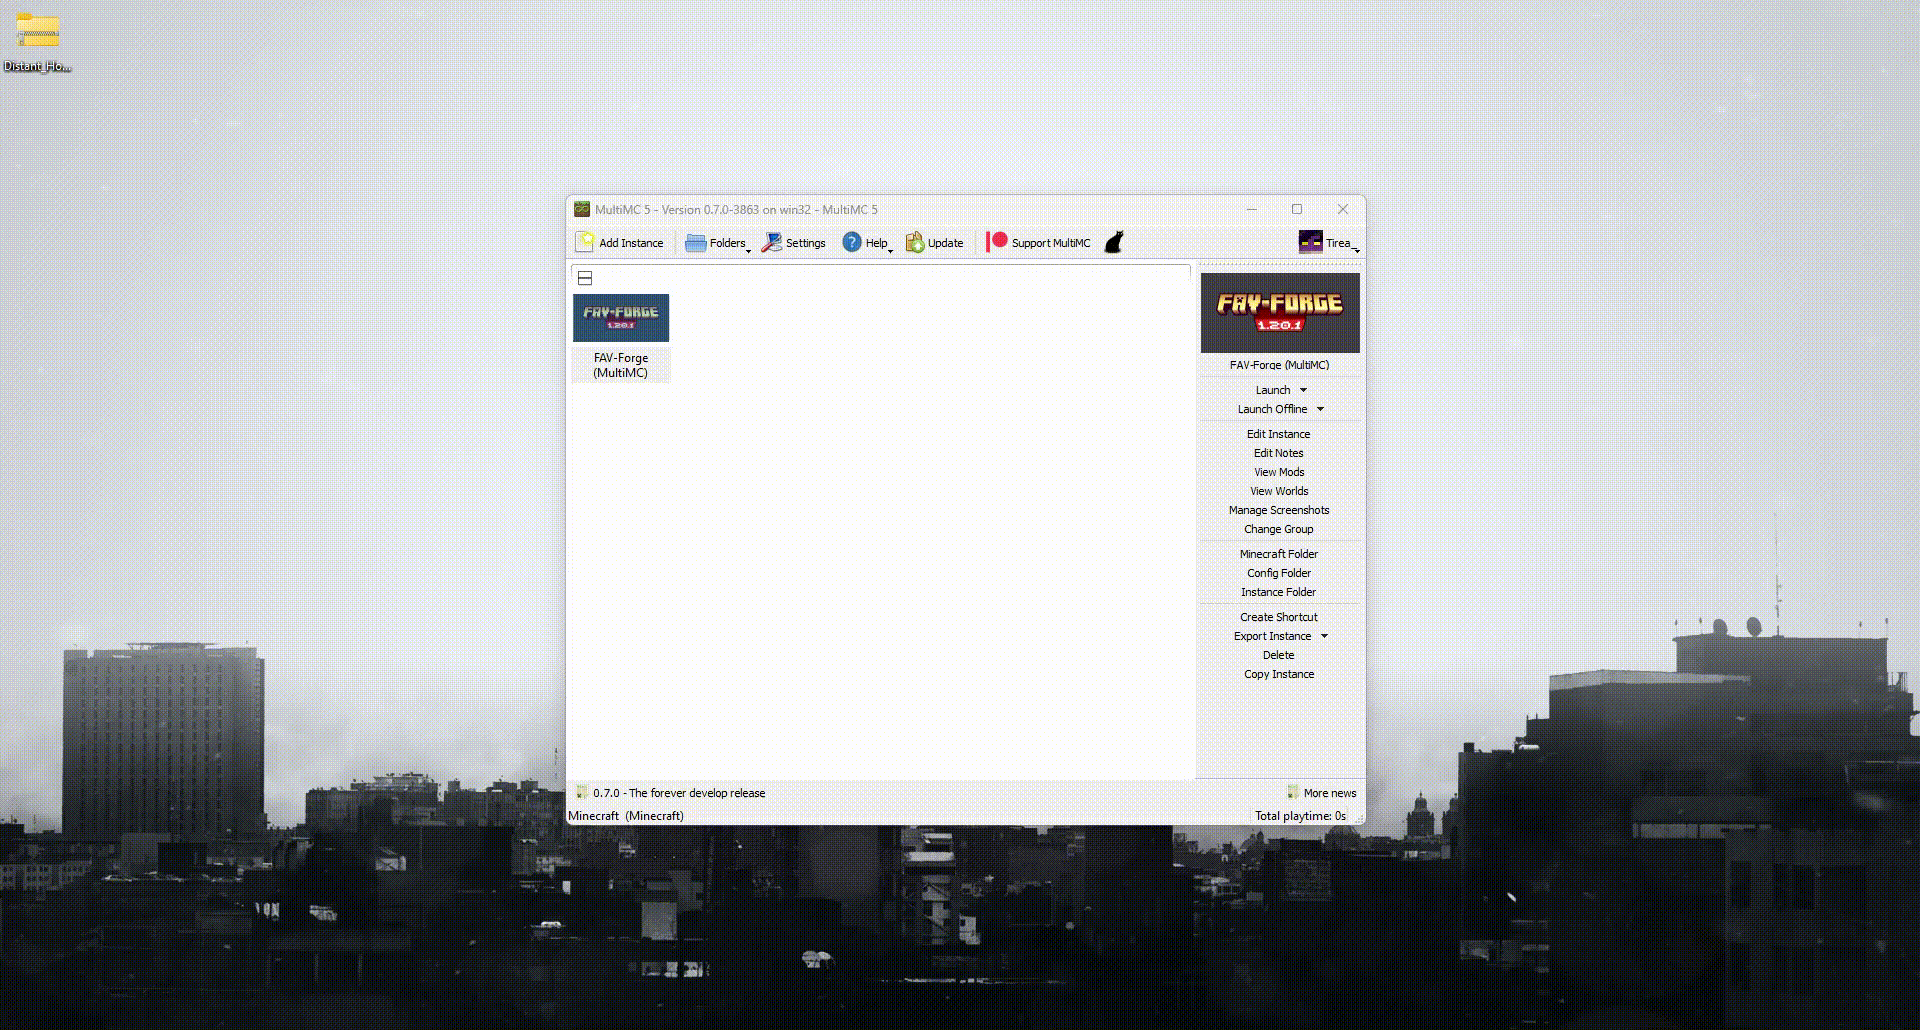 Distant_Ho...
MultiMC 5 - Version 0.7.0-3863 on win32 - MultiMC 5
Add Instance
Folders
Settings
Help
Update
Support MultiMC
Tirea_
FAV-FORGE
1.20.1
FAV-Forge
(MultiMC)
FAV-FORGE
1.20.1
FAV-Forge (MultiMC)
Launch
Launch Offline
Edit Instance
Edit Notes
View Mods
View Worlds
Manage Screenshots
Change Group
Minecraft Folder
Config Folder
Instance Folder
Create Shortcut
Export Instance
Delete
Copy Instance
0.7.0 - The forever develop release
More news
Minecraft (Minecraft)
Total playtime: 0s